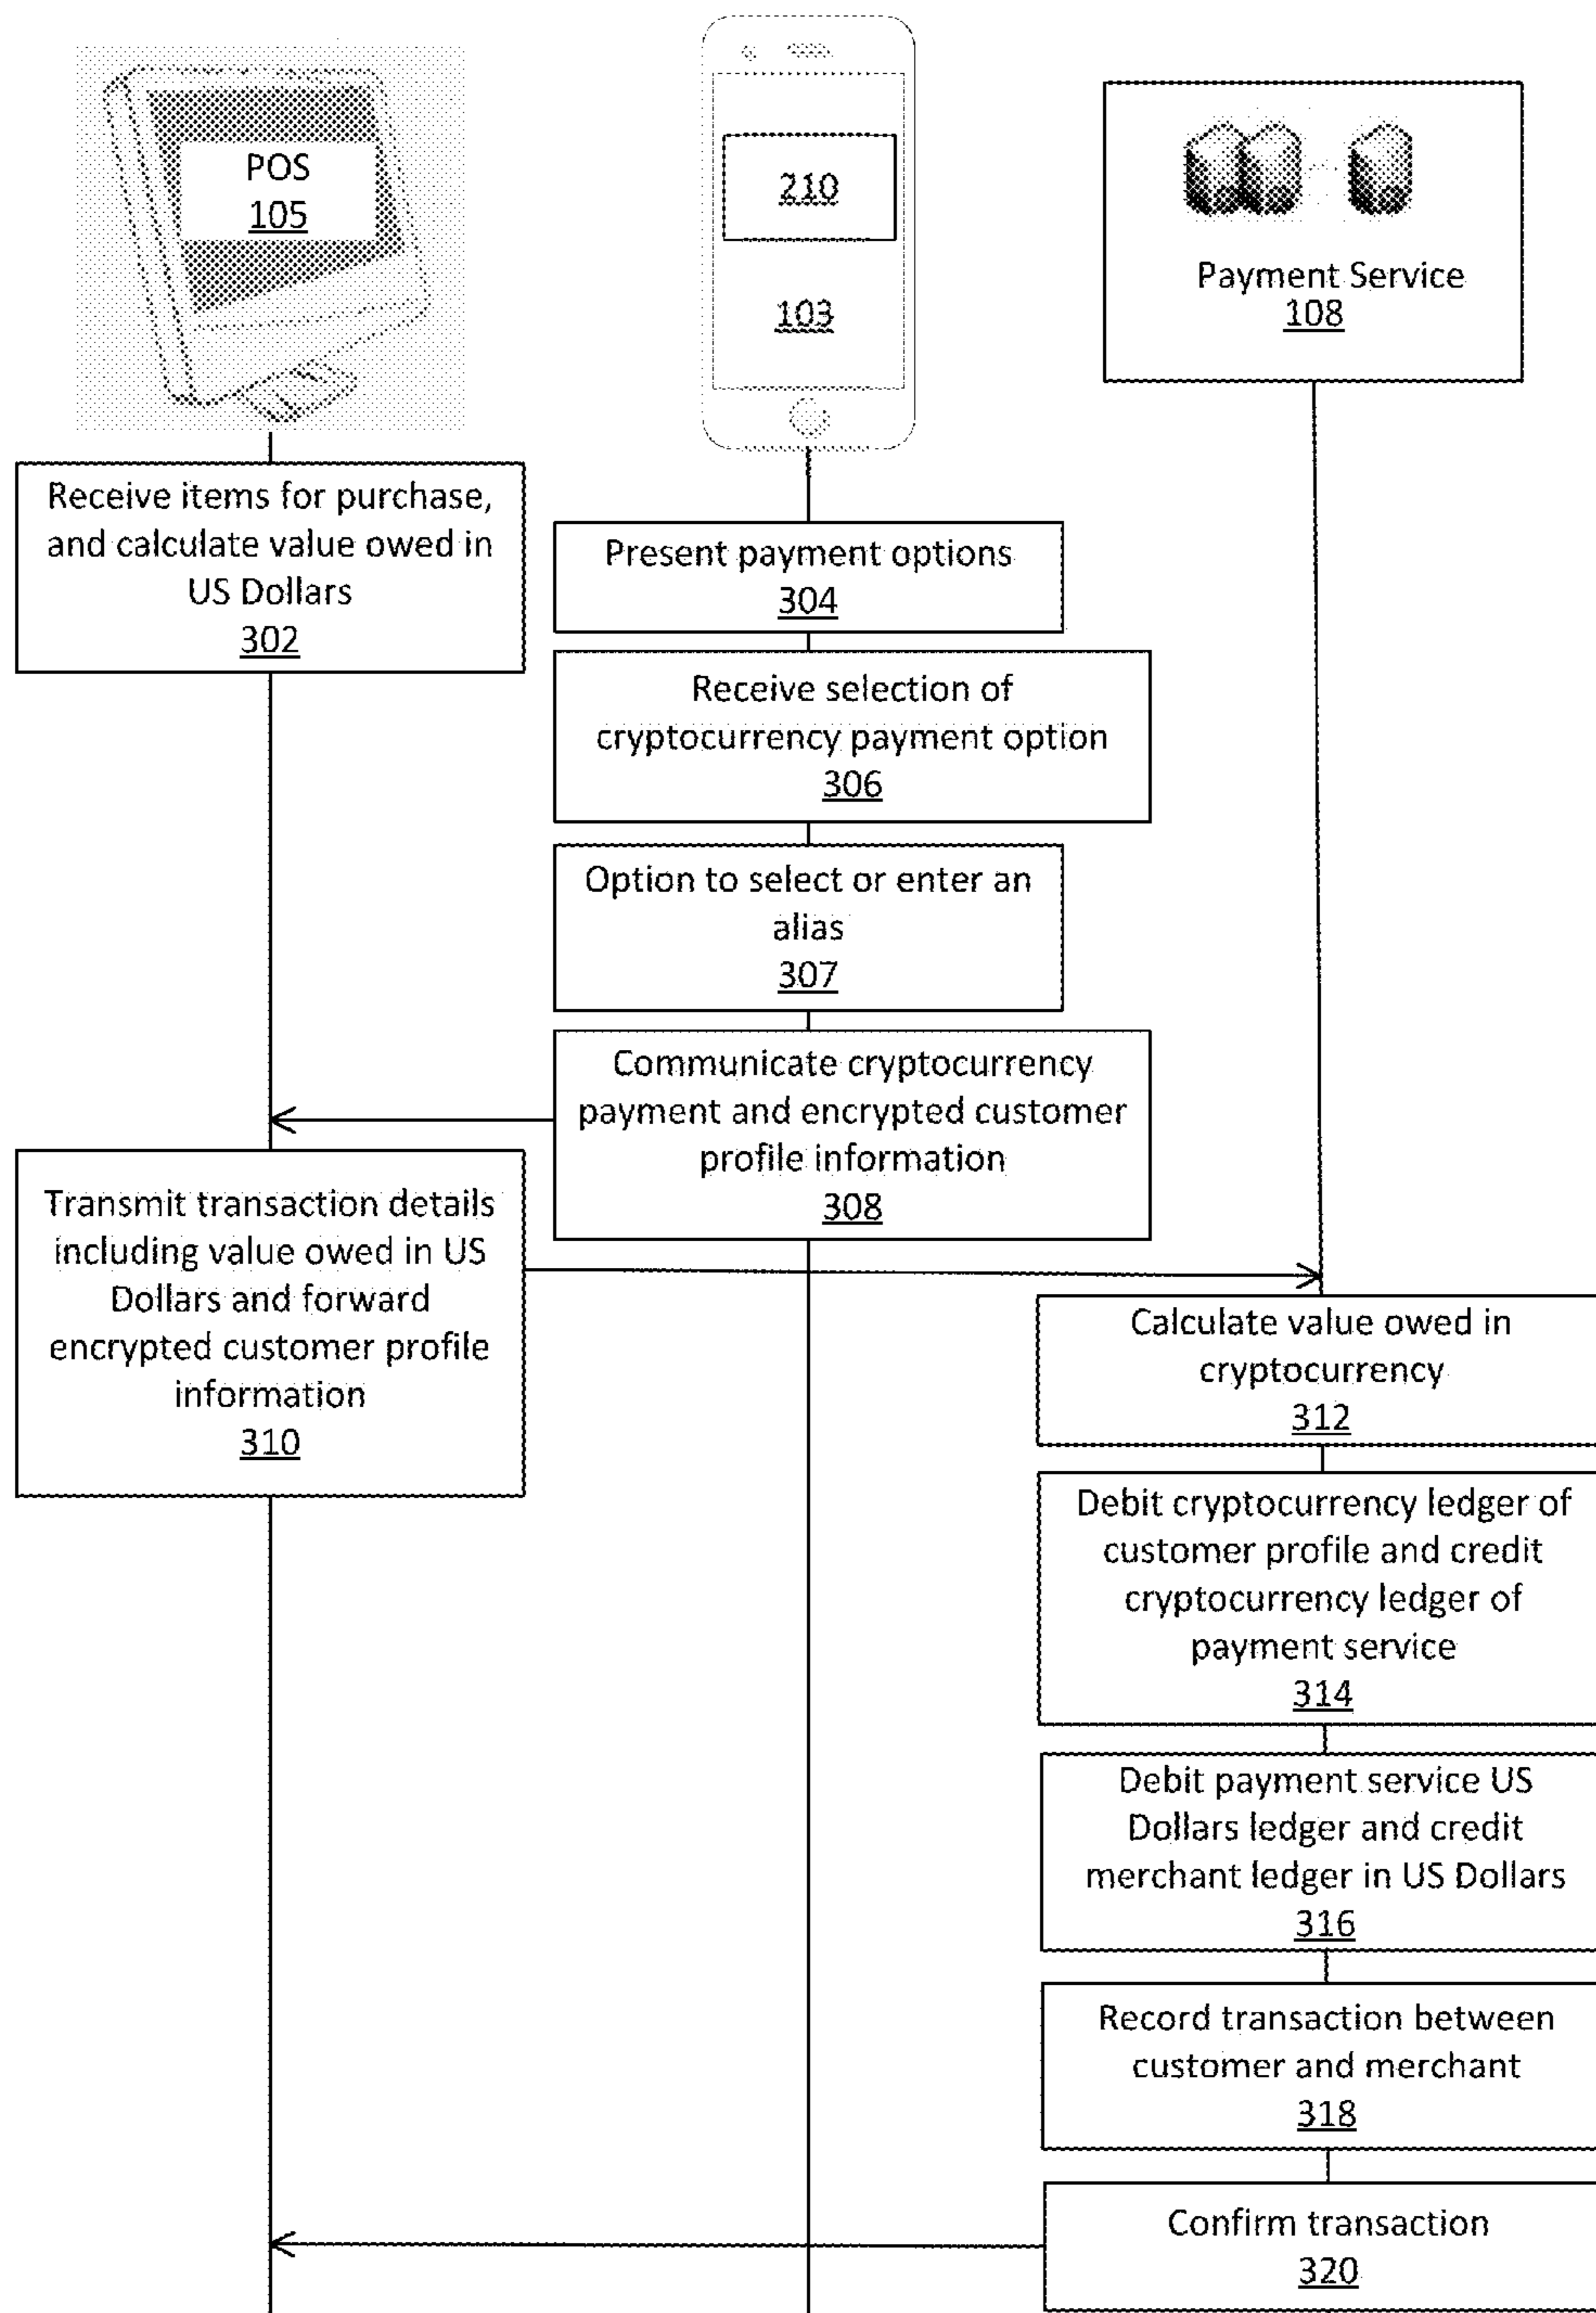 POS
105
210
103
Payment Service
108
Receive items for purchase,
and calculate value owed in
US Dollars
302
Present payment options
304
Receive selection of
cryptocurrency payment option
306
Option to select or enter an
alias
307
Communicate cryptocurrency
payment and encrypted customer
profile information
308
Transmit transaction details
including value owed in US
Dollars and forward
encrypted customer profile
information
310
Calculate value owed in
cryptocurrency
312
Debit cryptocurrency ledger of
customer profile and credit
cryptocurrency ledger of
payment service
314
Debit payment service US
Dollars ledger and credit
merchant ledger in US Dollars
316
Record transaction between
customer and merchant
318
Confirm transaction
320